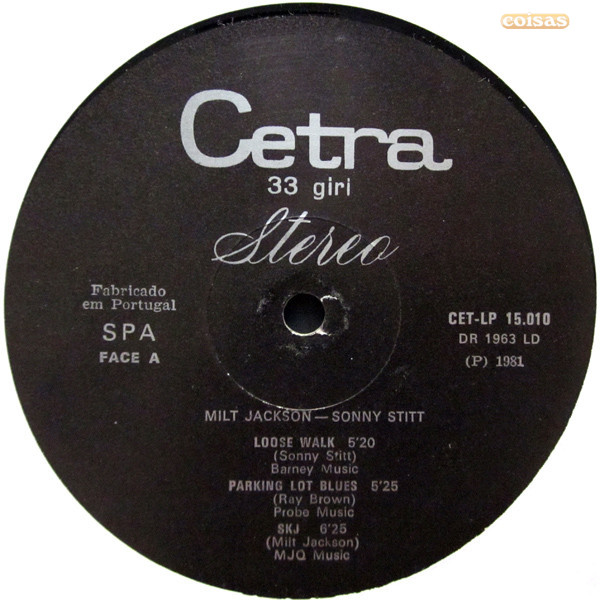 coisas
Cetra
33 giri
Stereo
Fabricado
em Portugal
SPA
FACE A
CET-LP 15.010
DR 1963 LD
(P) 1981
MILT JACKSON — SONNY STITT
LOOSE WALK 5'20
(Sonny Stitt)
Barney Music
PARKING LOT BLUES 5'25
(Ray Brown)
Probe Music
SKJ 6'25
(Milt Jackson)
MJQ Music